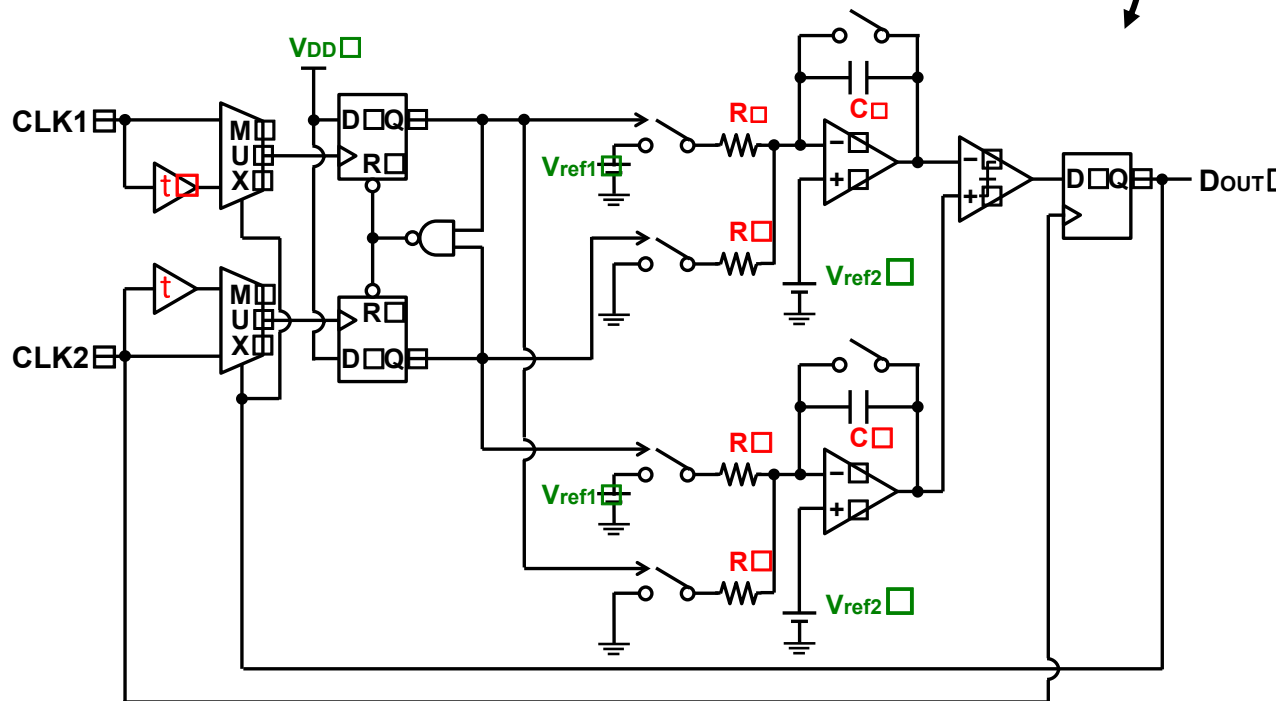 VDD
CLK1
M
U
X
t
D Q
R
R
C
Vref1
−
+
−
+
D Q
DOUT
R
Vref2
t
M
U
X
R
D Q
CLK2
R
C
Vref1
−
+
R
Vref2